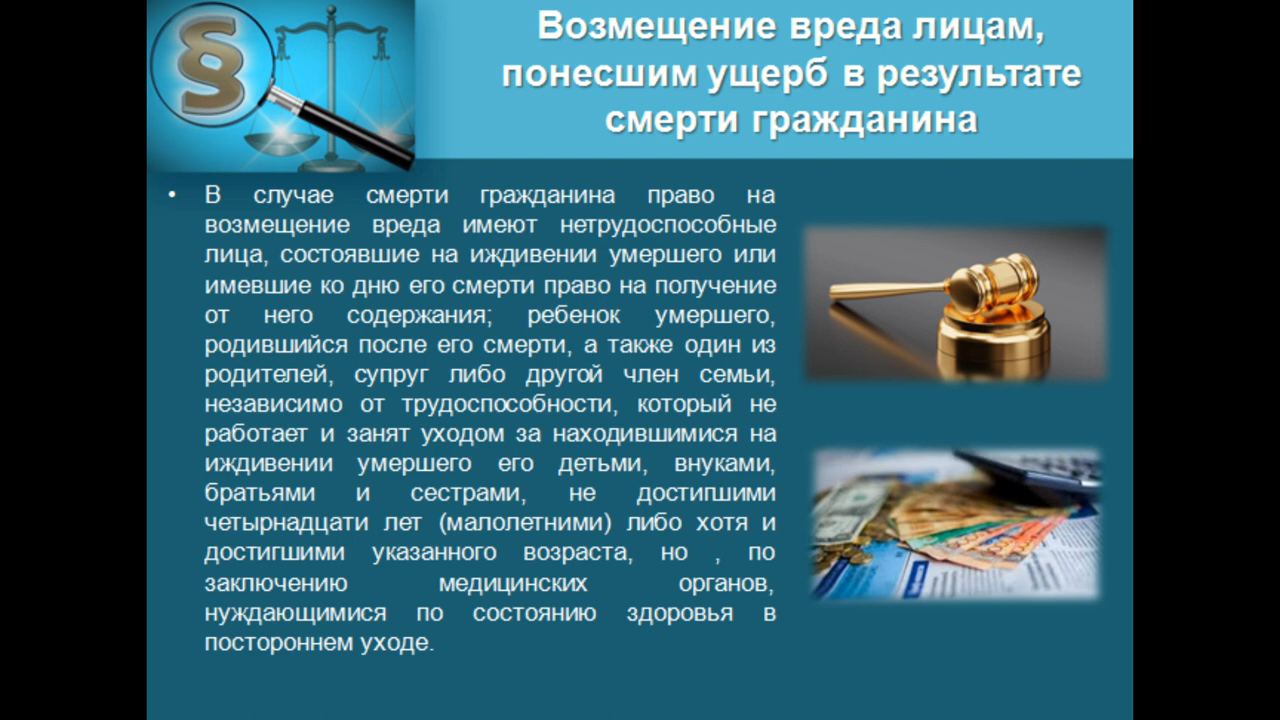 Возмещение вреда лицам,
понесшим ущерб в результате
смерти гражданина
• В случае смерти гражданина право на
возмещение вреда имеют нетрудоспособные
лица, состоявшие на иждивении умершего или
имевшие ко дню его смерти право на получение
от него содержания; ребенок умершего,
родившийся после его смерти, а также один из
родителей, супруг либо другой член семьи,
независимо от трудоспособности, который не
работает и занят уходом за находившимися на
иждивении умершего его детьми, внуками,
братьями и сестрами, не достигшими
четырнадцати лет (малолетними) либо хотя и
достигшими указанного возраста, но , по
заключению медицинских органов,
нуждающимися по состоянию здоровья в
постороннем уходе.